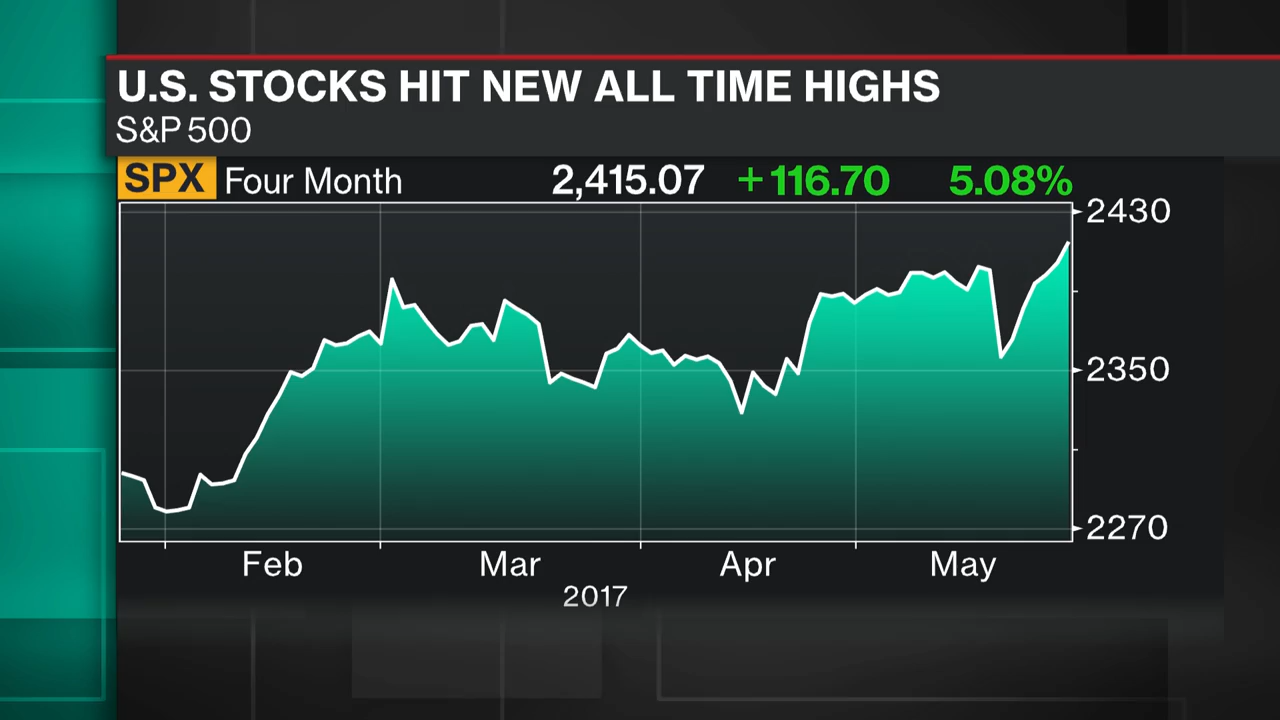 U.S. STOCKS HIT NEW ALL TIME HIGHS
S&P 500
SPX Four Month 2,415.07 +116.70 5.08%
2430
2350
2270
Feb Mar Apr May
2017